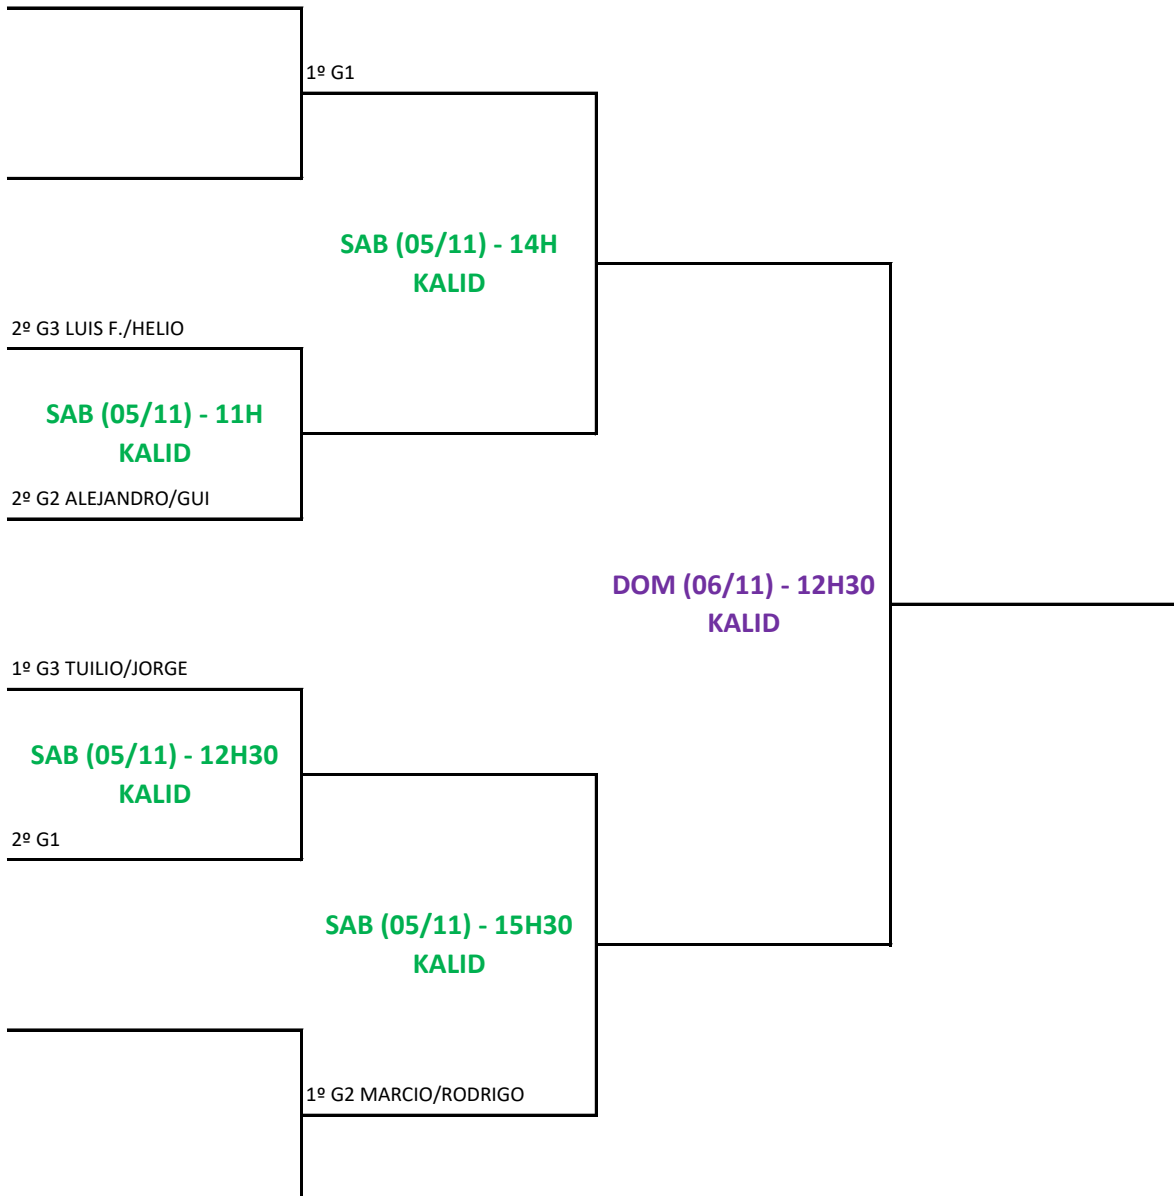 1º G1
SAB (05/11) - 14H
KALID
2º G3 LUIS F./HELIO
SAB (05/11) - 11H
KALID
2º G2 ALEJANDRO/GUI
DOM (06/11) - 12H30
KALID
1º G3 TUILIO/JORGE
SAB (05/11) - 12H30
KALID
2º G1
SAB (05/11) - 15H30
KALID
1º G2 MARCIO/RODRIGO